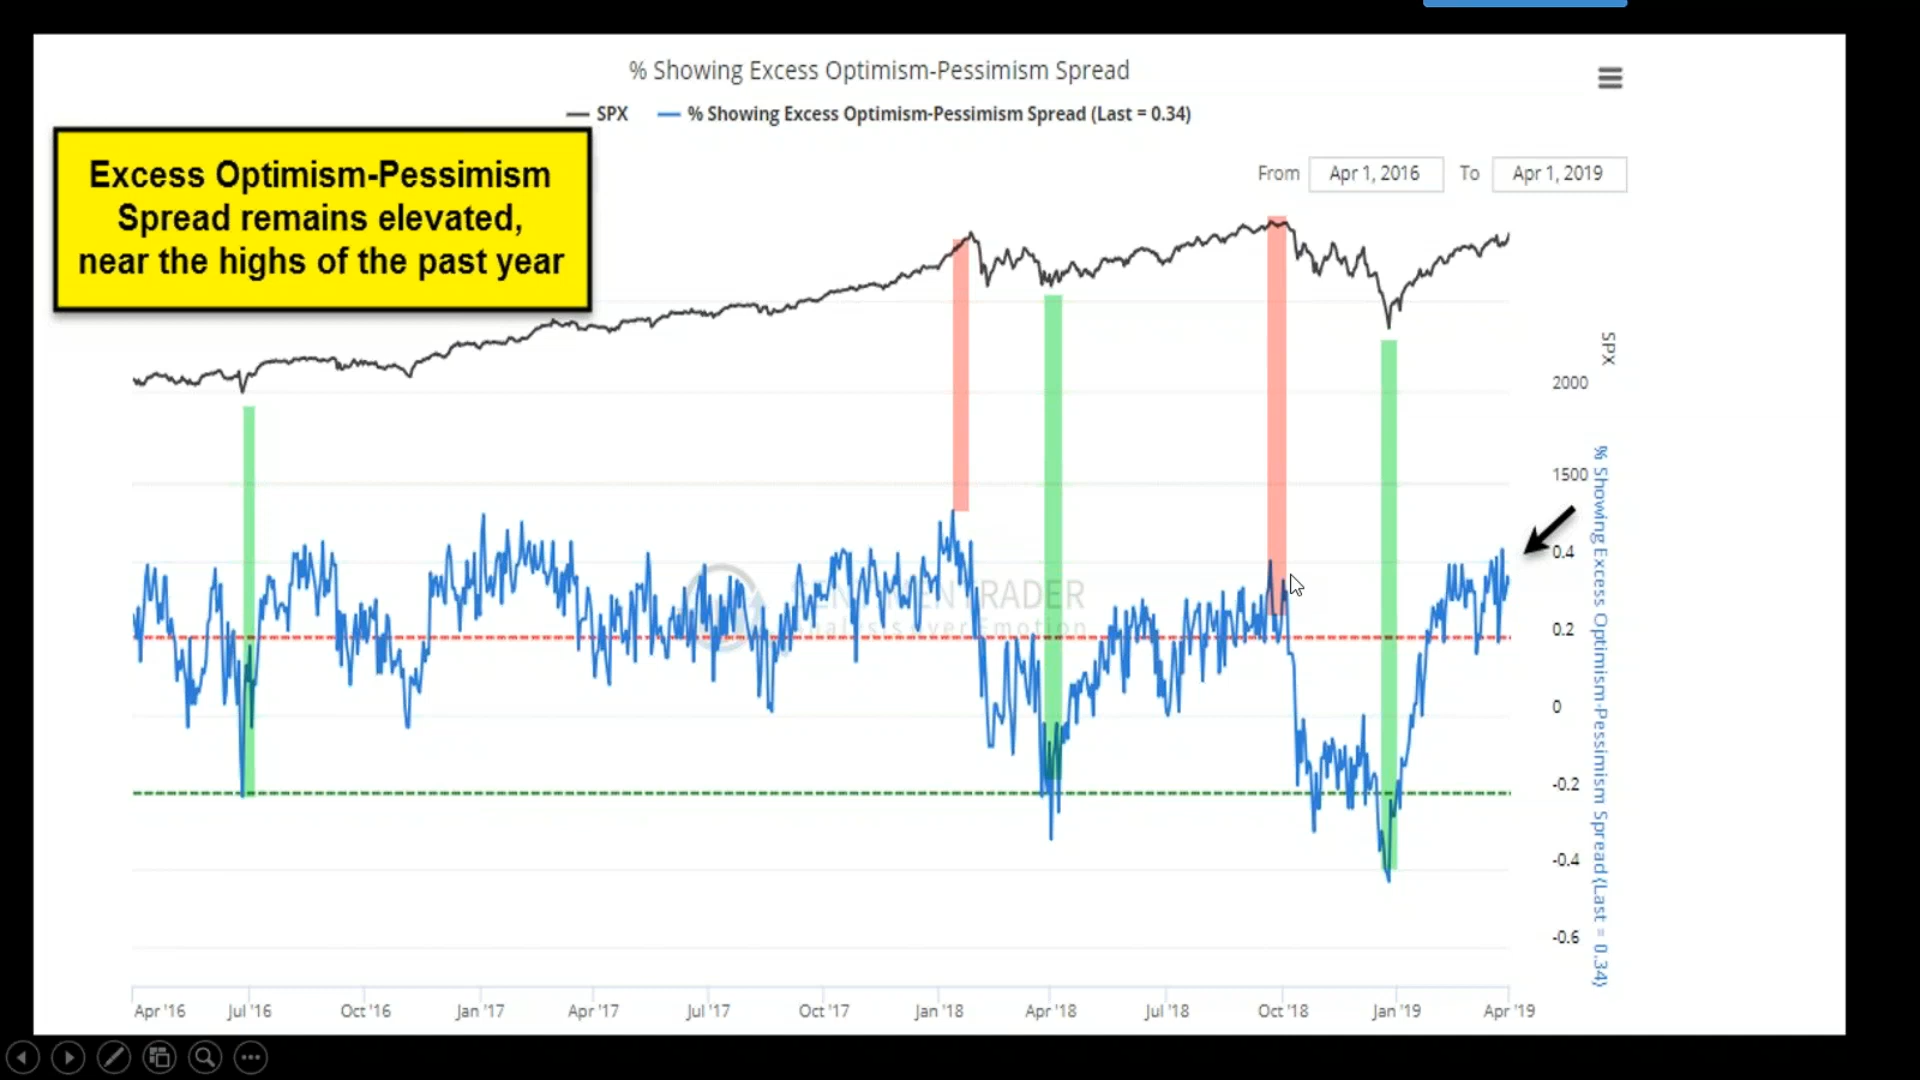 % Showing Excess Optimism-Pessimism Spread
SPX
% Showing Excess Optimism-Pessimism Spread (Last = 0.34)
Excess Optimism-Pessimism
Spread remains elevated,
near the highs of the past year
From Apr 1, 2016 To Apr 1, 2019
SPX
2000
1500
0.4
0.2
0
-0.2
-0.4
-0.6
% Showing Excess Optimism-Pessimism Spread (Last = 0.34)
SENTIMENTRADER
Analysis over Emotion
Apr '16 Jul '16 Oct '16 Jan '17 Apr '17 Jul '17 Oct '17 Jan '18 Apr '18 Jul '18 Oct '18 Jan '19 Apr '19